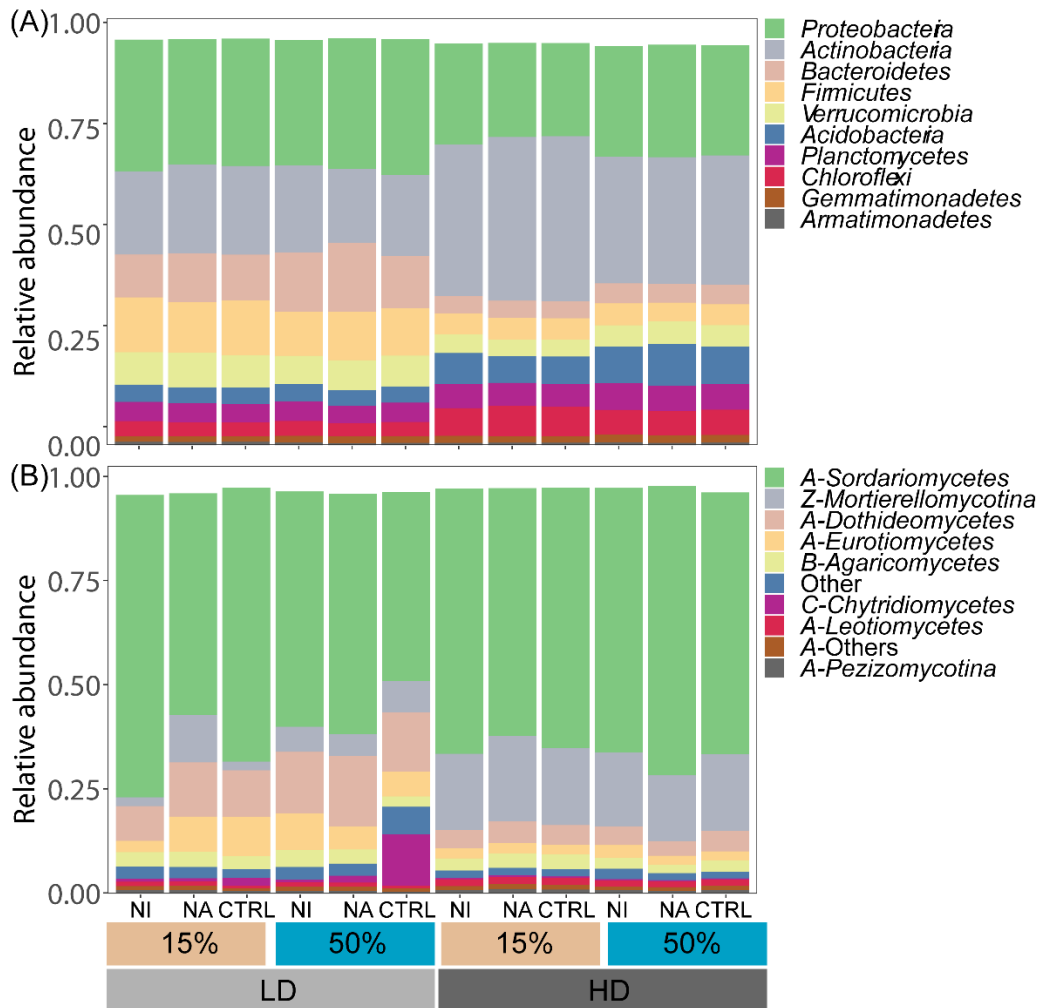 (A)
1.00
0.75
0.50
0.25
0.00
Relative abundance
Proteobacteria
Actinobacteria
Bacteroidetes
Firmicutes
Verrucomicrobia
Acidobacteria
Planctomycetes
Chloroflexi
Gemmatimonadetes
Armatimonadetes
(B)
1.00
0.75
0.50
0.25
0.00
Relative abundance
A-Sordariomycetes
Z-Mortierellomycotina
A-Dothideomycetes
A-Eurotiomycetes
B-Agaricomycetes
Other
C-Chytridiomycetes
A-Leotiomycetes
A-Others
A-Pezizomycotina
NI NA CTRL NI NA CTRL NI NA CTRL NI NA CTRL
15% 50% 15% 50%
LD HD